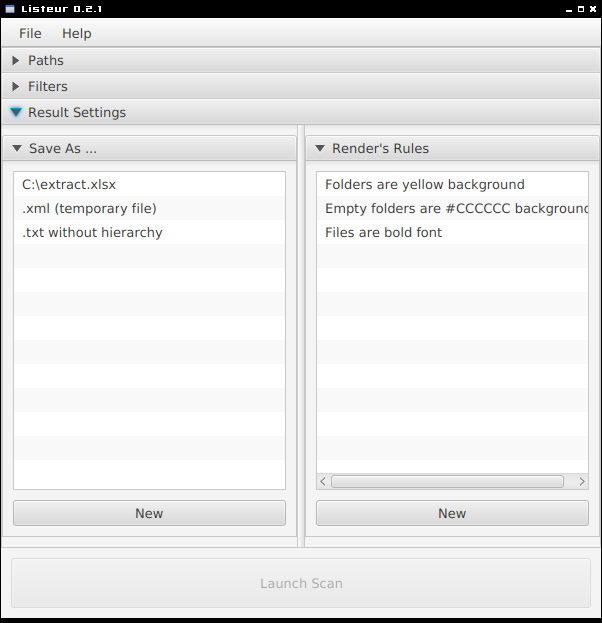 Listeur 0.2.1
File Help
Paths
Filters
Result Settings
Save As ...
C:\extract.xlsx
.xml (temporary file)
.txt without hierarchy
New
Render's Rules
Folders are yellow background
Empty folders are #CCCCCC background
Files are bold font
New
Launch Scan